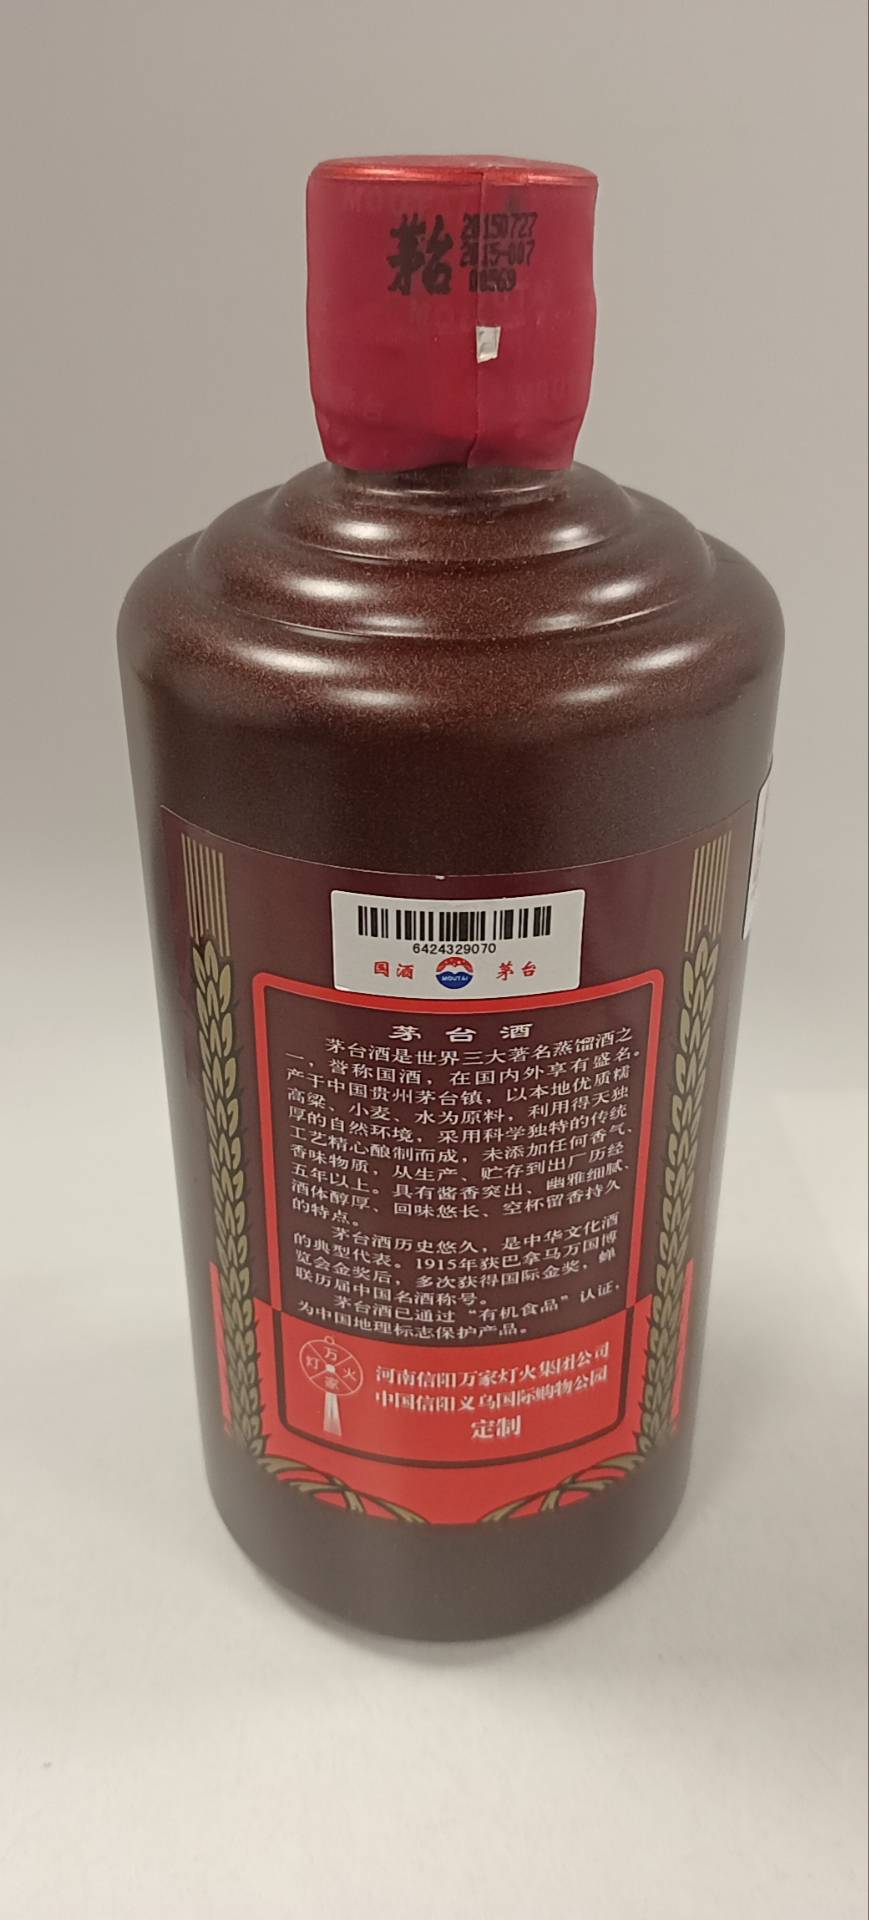 茅台
20150727
2015-007
00569
6424329070
国酒 MOUTAI 茅台
茅台酒
茅台酒是世界三大著名蒸馏酒之
一，誉称国酒，在国内外享有盛名。
产于中国贵州茅台镇，以本地优质糯
高粱、小麦、水为原料，利用得天独
厚的自然环境，采用科学独特的传统
工艺精心酿制而成，未添加任何香气、
香味物质，从生产、贮存到出厂历经
五年以上。具有酱香突出、幽雅细腻、
酒体醇厚、回味悠长、空杯留香持久
的特点。
茅台酒历史悠久，是中华文化酒
的典型代表。1915年获巴拿马万国博
览会金奖后，多次获得国际金奖，蝉
联历届中国名酒称号。
茅台酒已通过“有机食品”认证，
为中国地理标志保护产品。
万家灯火
河南信阳万家灯火集团公司
中国信阳义乌国际购物公园
定制